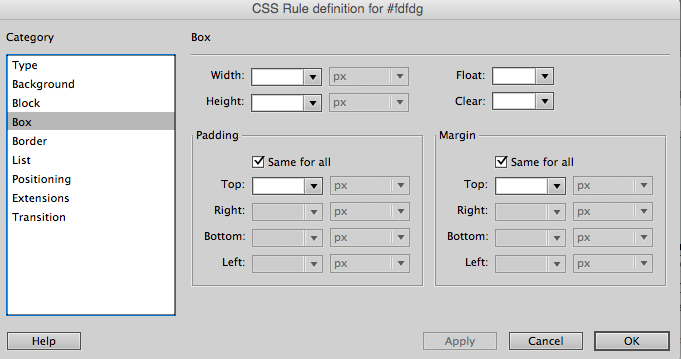 CSS Rule definition for #fdfdg
Category
Type
Background
Block
Box
Border
List
Positioning
Extensions
Transition
Box
Width: px Float:
Height: px Clear:
Padding
Same for all
Top: px
Right: px
Bottom: px
Left: px
Margin
Same for all
Top: px
Right: px
Bottom: px
Left: px
Help Apply Cancel OK